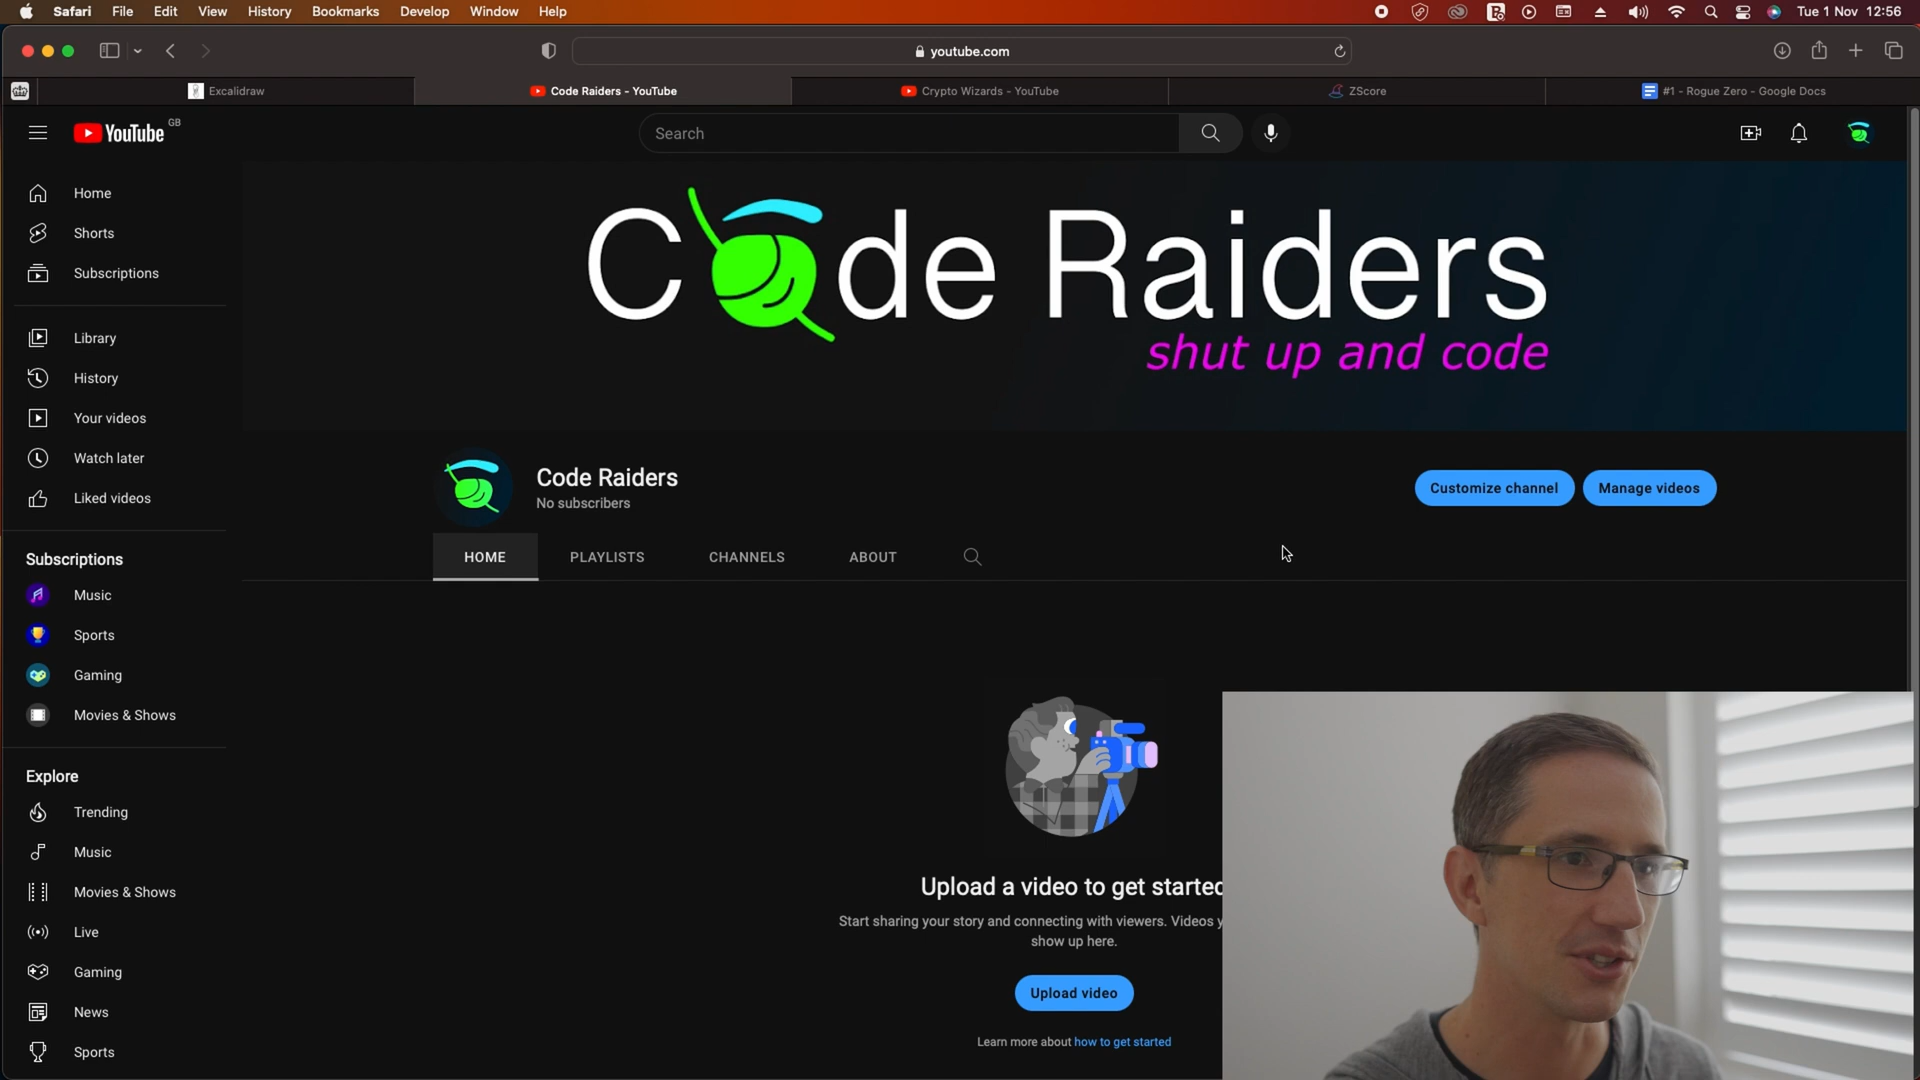 Safari File Edit View History Bookmarks Develop Window Help Tue 1 Nov 12:56
youtube.com
Excalidraw Code Raiders - YouTube Crypto Wizards - YouTube ZScore #1 - Rogue Zero - Google Docs
YouTube GB Search
Home
Shorts
Subscriptions
Library
History
Your videos
Watch later
Liked videos
Subscriptions
Music
Sports
Gaming
Movies & Shows
Explore
Trending
Music
Movies & Shows
Live
Gaming
News
Sports
Code Raiders
shut up and code
Code Raiders
No subscribers
Customize channel Manage videos
HOME PLAYLISTS CHANNELS ABOUT
Upload a video to get started
Start sharing your story and connecting with viewers. Videos
show up here.
Upload video
Learn more about how to get started